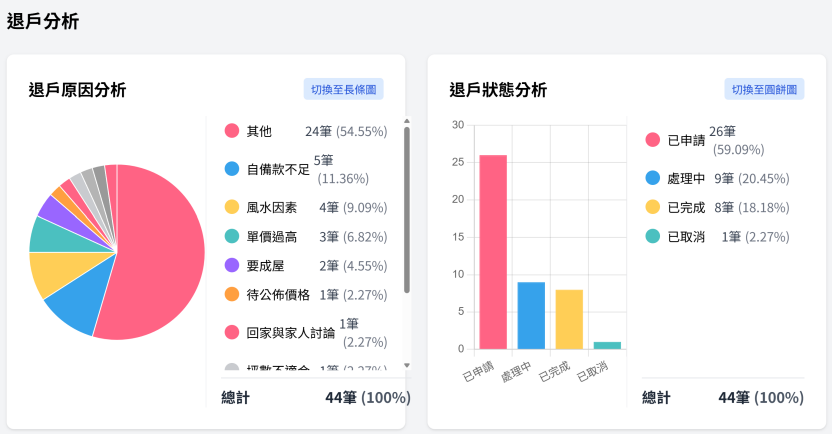 退戶分析
退戶原因分析
切換至長條圖
其他 24筆 (54.55%)
自備款不足 5筆
(11.36%)
風水因素 4筆 (9.09%)
單價過高 3筆 (6.82%)
要成屋 2筆 (4.55%)
待公佈價格 1筆 (2.27%)
回家與家人討論 1筆
(2.27%)
坪數不適合 1筆 (2.27%)
總計 44筆 (100%)
退戶狀態分析
切換至圓餅圖
30
25
20
15
10
5
0
已申請
處理中
已完成
已取消
已申請 26筆
(59.09%)
處理中 9筆 (20.45%)
已完成 8筆 (18.18%)
已取消 1筆 (2.27%)
總計 44筆 (100%)